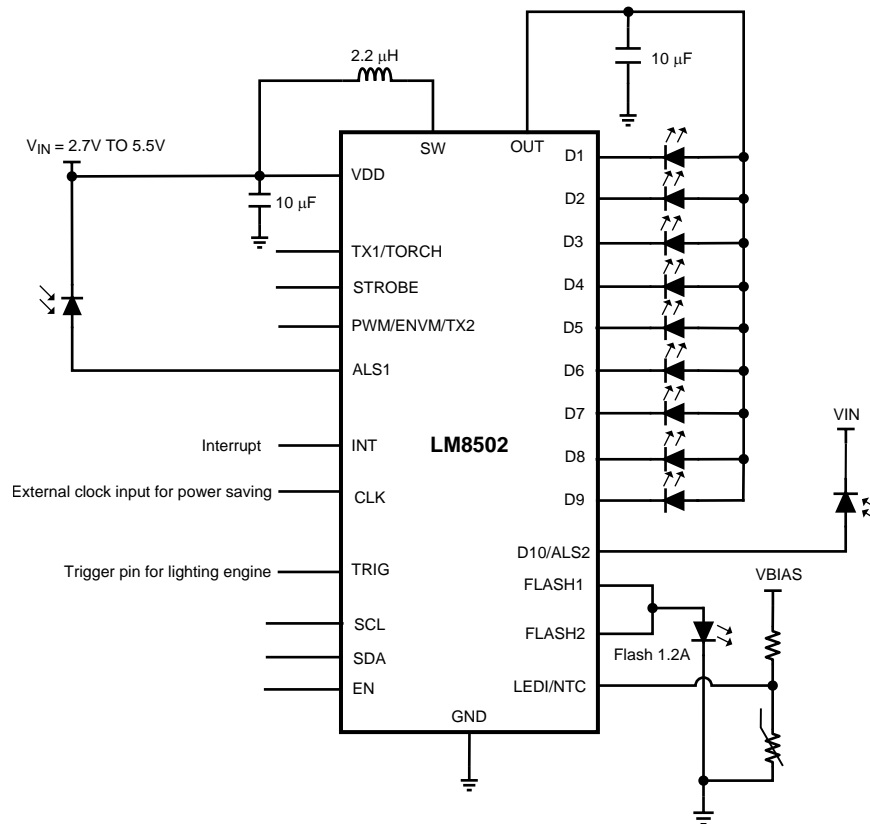 2.2 μH
10 μF
V_IN = 2.7V TO 5.5V
SW
OUT
VDD
10 μF
TX1/TORCH
STROBE
PWM/ENVM/TX2
ALS1
Interrupt
INT
LM8502
External clock input for power saving
CLK
Trigger pin for lighting engine
TRIG
SCL
SDA
EN
GND
D1
D2
D3
D4
D5
D6
D7
D8
D9
VIN
D10/ALS2
FLASH1
VBIAS
FLASH2
Flash 1.2A
LEDI/NTC